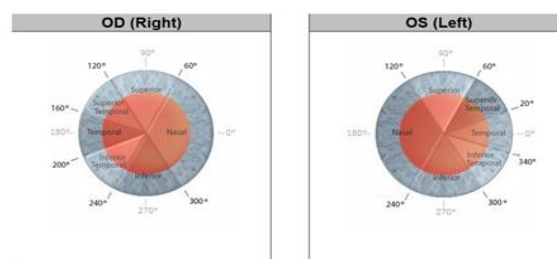 OD (Right)
90°
120°
60°
Superior
Superior
Temporal
160°
180°
Temporal
Nasal
0°
200°
Inferior
Temporal
Inferior
240°
300°
270°
OS (Left)
90°
120°
60°
Superior
Superior
Temporal
20°
180°
Nasal
Temporal
0°
Inferior
Temporal
340°
Inferior
240°
300°
270°